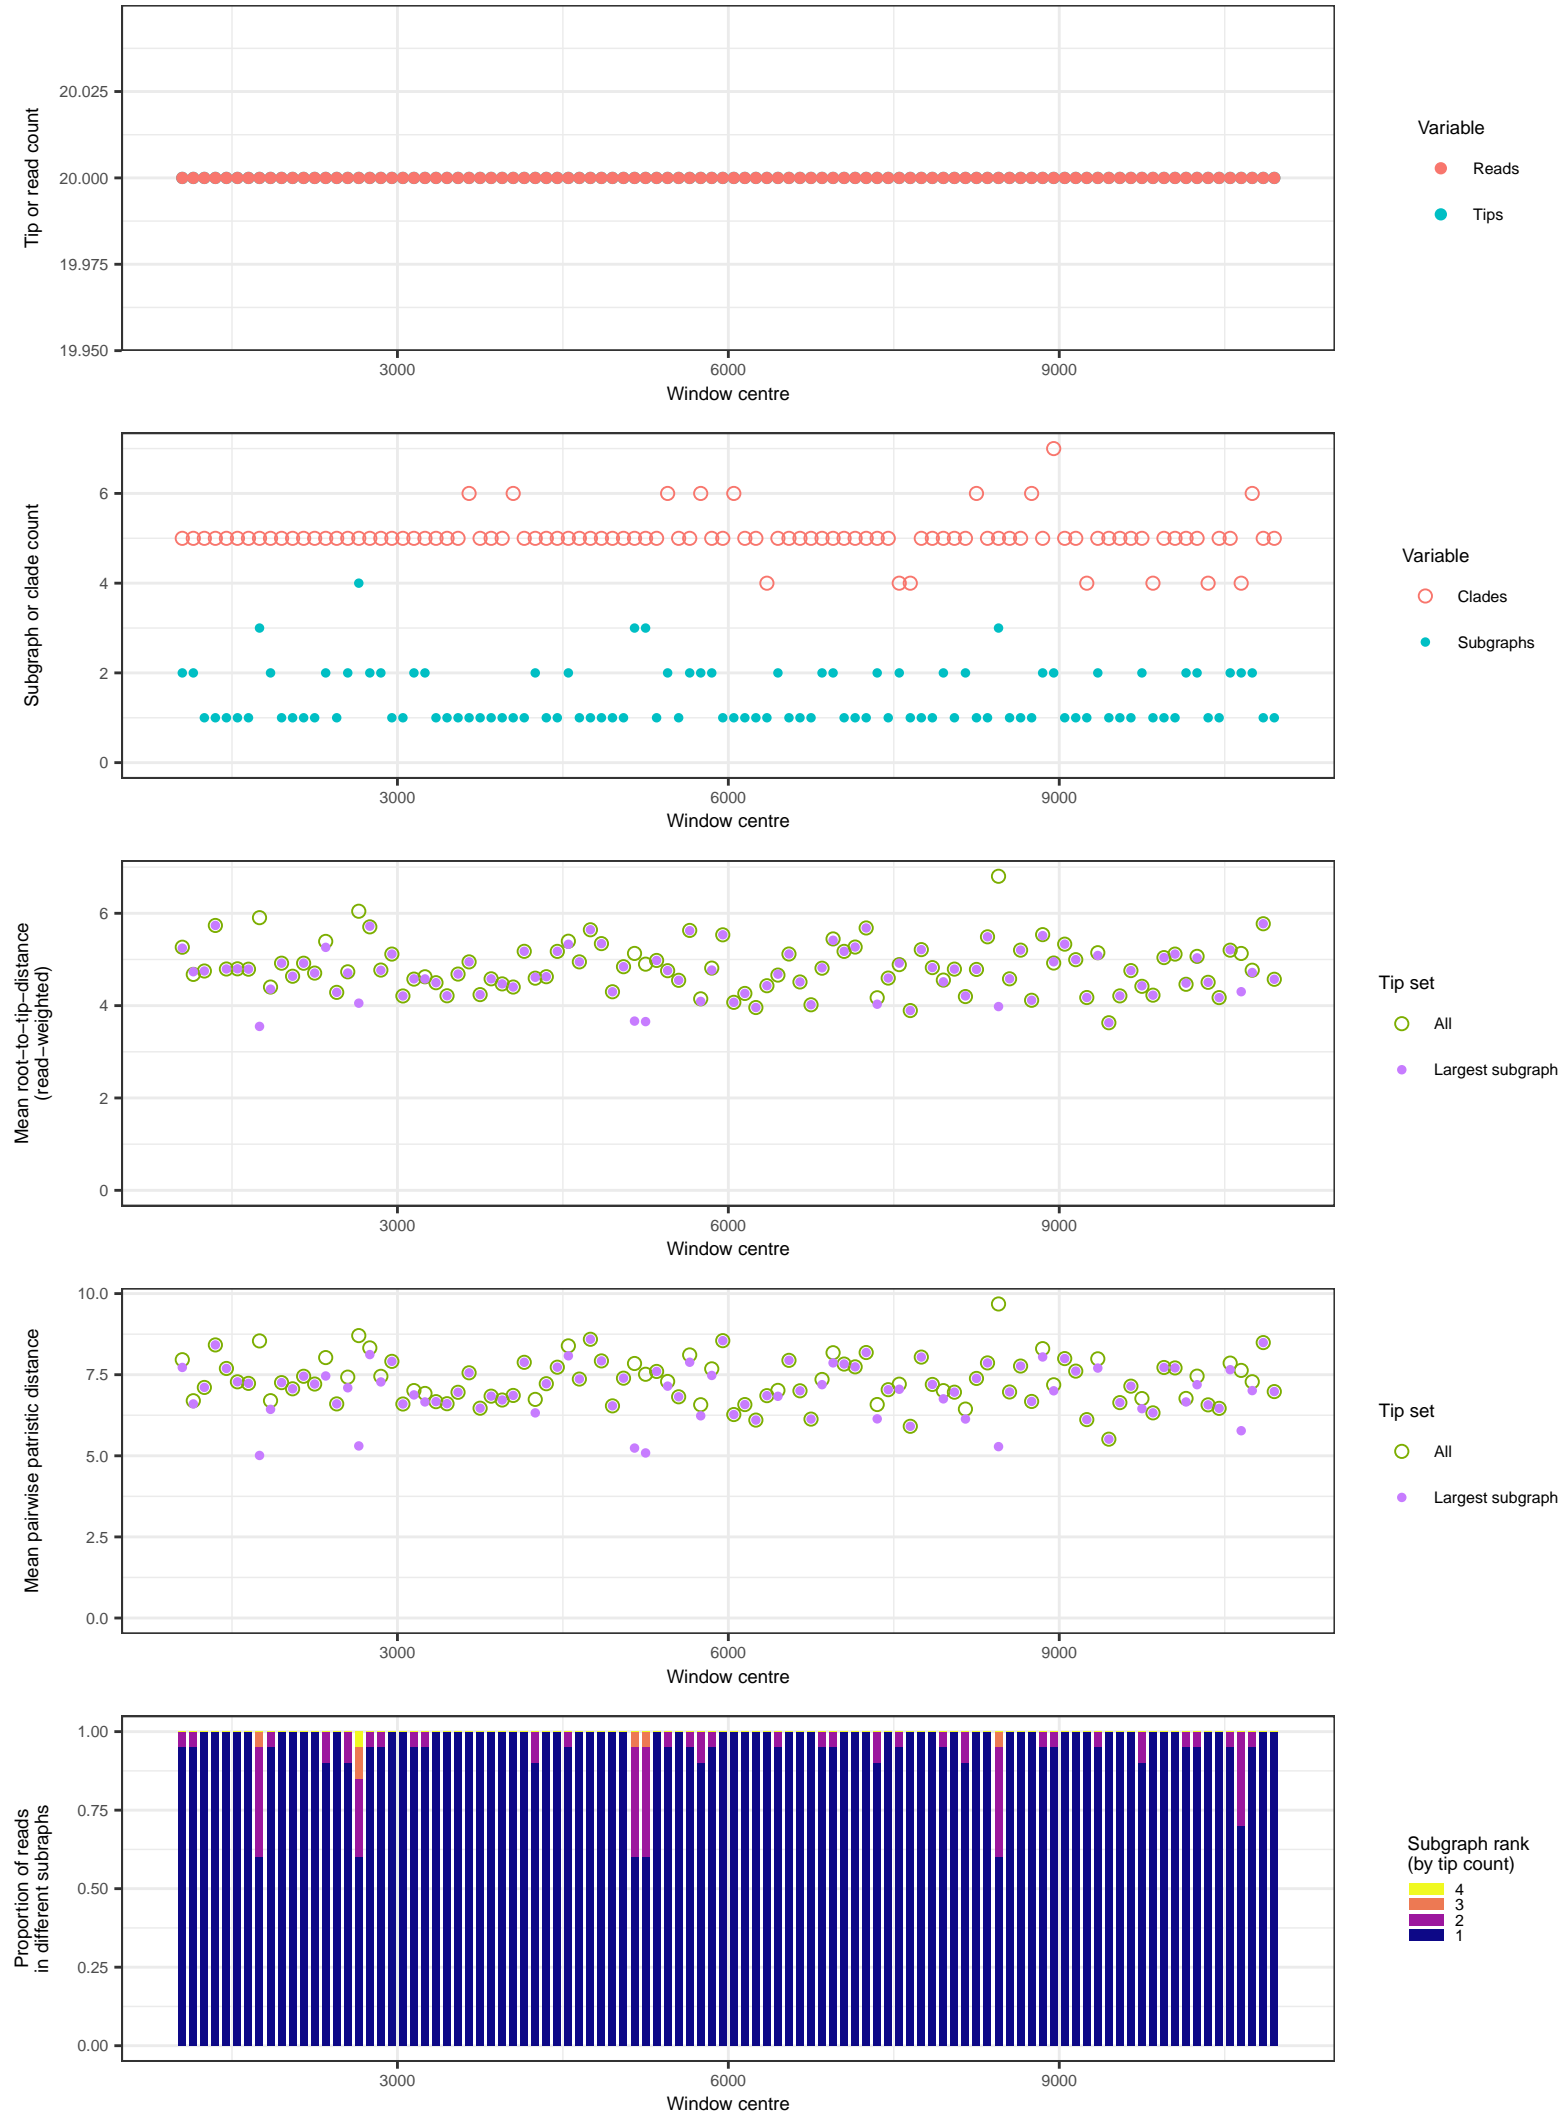 Tip or read count
20.025
20.000
19.975
19.950
3000
6000
9000
Window centre
Variable
Reads
Tips
Subgraph or clade count
6
4
2
0
3000
6000
9000
Window centre
Variable
Clades
Subgraphs
Mean root−to−tip−distance
(read−weighted)
6
4
2
0
3000
6000
9000
Window centre
Tip set
All
Largest subgraph
Mean pairwise patristic distance
10.0
7.5
5.0
2.5
0.0
3000
6000
9000
Window centre
Tip set
All
Largest subgraph
Proportion of reads
in different subraphs
1.00
0.75
0.50
0.25
0.00
3000
6000
9000
Window centre
Subgraph rank
(by tip count)
4
3
2
1